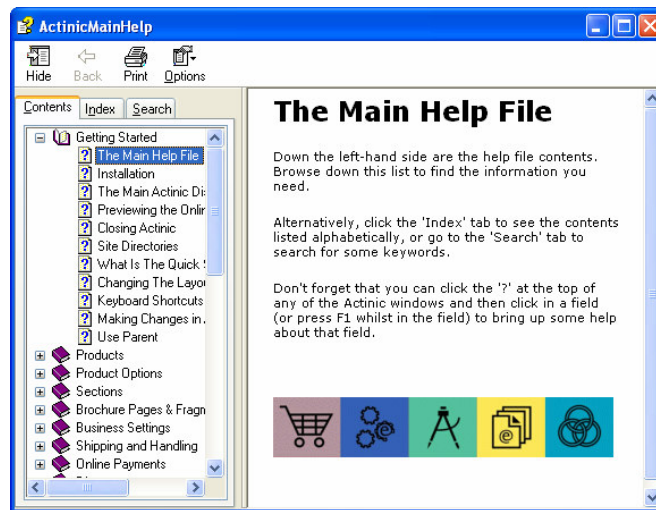 ActinicMainHelp
Hide Back Print Options
Contents Index Search
Getting Started
The Main Help File
Installation
The Main Actinic Di
Previewing the Onlin
Closing Actinic
Site Directories
What Is The Quick
Changing The Layou
Keyboard Shortcuts
Making Changes in
Use Parent
Products
Product Options
Sections
Brochure Pages & Fragn
Business Settings
Shipping and Handling
Online Payments
The Main Help File
Down the left-hand side are the help file contents.
Browse down this list to find the information you
need.
Alternatively, click the 'Index' tab to see the contents
listed alphabetically, or go to the 'Search' tab to
search for some keywords.
Don't forget that you can click the '?' at the top of
any of the Actinic windows and then click in a field
(or press F1 whilst in the field) to bring up some help
about that field.